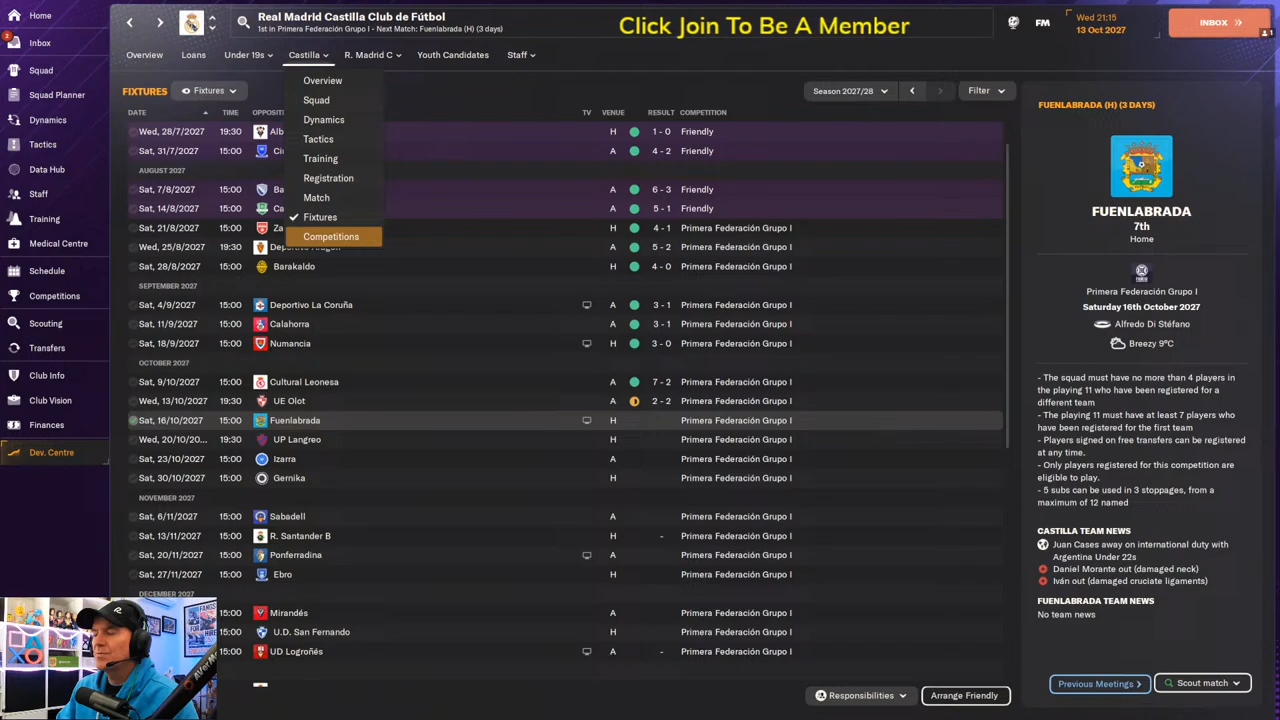 Home
2
Inbox
Squad
Squad Planner
Dynamics
Tactics
Data Hub
Staff
Training
Medical Centre
Schedule
Competitions
Scouting
Transfers
Club Info
Club Vision
Finances
Dev. Centre
Real Madrid Castilla Club de Fútbol
1st in Primera Federación Grupo I - Next Match: Fuenlabrada (H) (3 days)
Click Join To Be A Member
FM
Wed 21:15
13 Oct 2027
INBOX
1
Overview
Loans
Under 19s
Castilla
R. Madrid C
Youth Candidates
Staff
Overview
Squad
Dynamics
Tactics
Training
Registration
Match
Fixtures
Competitions
FIXTURES
Fixtures
Season 2027/28
Filter
DATE TIME OPPOSIT TV VENUE RESULT COMPETITION
Wed, 28/7/2027 19:30 Alb H 1 - 0 Friendly
Sat, 31/7/2027 15:00 A 4 - 2 Friendly
AUGUST 2027
Sat, 7/8/2027 15:00 Ba A 6 - 3 Friendly
Sat, 14/8/2027 15:00 Ca A 5 - 1 Friendly
Sat, 21/8/2027 15:00 Za H 4 - 1 Primera Federación Grupo I
Wed, 25/8/2027 19:30 Deportivo Aragón A 5 - 2 Primera Federación Grupo I
Sat, 28/8/2027 15:00 Barakaldo H 4 - 0 Primera Federación Grupo I
SEPTEMBER 2027
Sat, 4/9/2027 15:00 Deportivo La Coruña A 3 - 1 Primera Federación Grupo I
Sat, 11/9/2027 15:00 Calahorra A 3 - 1 Primera Federación Grupo I
Sat, 18/9/2027 15:00 Numancia H 3 - 0 Primera Federación Grupo I
OCTOBER 2027
Sat, 9/10/2027 15:00 Cultural Leonesa A 7 - 2 Primera Federación Grupo I
Wed, 13/10/2027 19:30 UE Olot A 2 - 2 Primera Federación Grupo I
Sat, 16/10/2027 15:00 Fuenlabrada H Primera Federación Grupo I
Wed, 20/10/20... 19:30 UP Langreo H Primera Federación Grupo I
Sat, 23/10/2027 15:00 Izarra A Primera Federación Grupo I
Sat, 30/10/2027 15:00 Gernika H Primera Federación Grupo I
NOVEMBER 2027
Sat, 6/11/2027 15:00 Sabadell A Primera Federación Grupo I
Sat, 13/11/2027 15:00 R. Santander B H - Primera Federación Grupo I
Sat, 20/11/2027 15:00 Ponferradina A Primera Federación Grupo I
Sat, 27/11/2027 15:00 Ebro H Primera Federación Grupo I
DECEMBER 2027
15:00 Mirandés A Primera Federación Grupo I
15:00 U.D. San Fernando H Primera Federación Grupo I
15:00 UD Logroñés A - Primera Federación Grupo I
Responsibilities
Arrange Friendly
FUENLABRADA (H) (3 DAYS)
FUENLABRADA
7th
Home
Primera Federación Grupo I
Saturday 16th October 2027
Alfredo Di Stéfano
Breezy 9ºC
- The squad must have no more than 4 players in
the playing 11 who have been registered for a
different team
- The playing 11 must have at least 7 players who
have been registered for the first team
- Players signed on free transfers can be registered
at any time.
- Only players registered for this competition are
eligible to play.
- 5 subs can be used in 3 stoppages, from a
maximum of 12 named
CASTILLA TEAM NEWS
Juan Cases away on international duty with
Argentina Under 22s
Daniel Morante out (damaged neck)
Iván out (damaged cruciate ligaments)
FUENLABRADA TEAM NEWS
No team news
Previous Meetings
Scout match